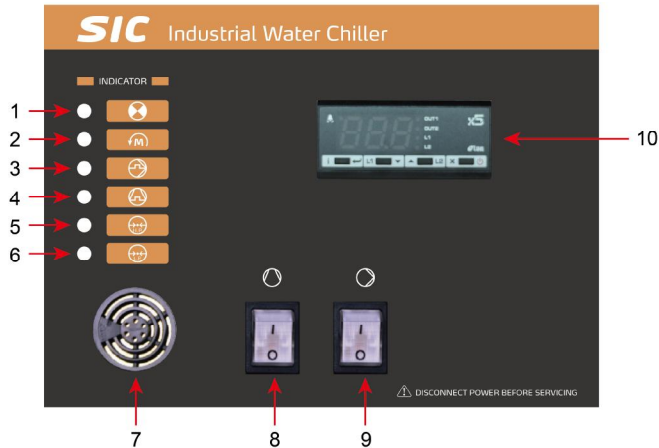 SIC Industrial Water Chiller
INDICATOR
1
2
M
3
4
5
6
OUT1
x5
OUT2
L1
L2
10
i L1 L2 X
I
O
I
O
DISCONNECT POWER BEFORE SERVICING
7
8
9